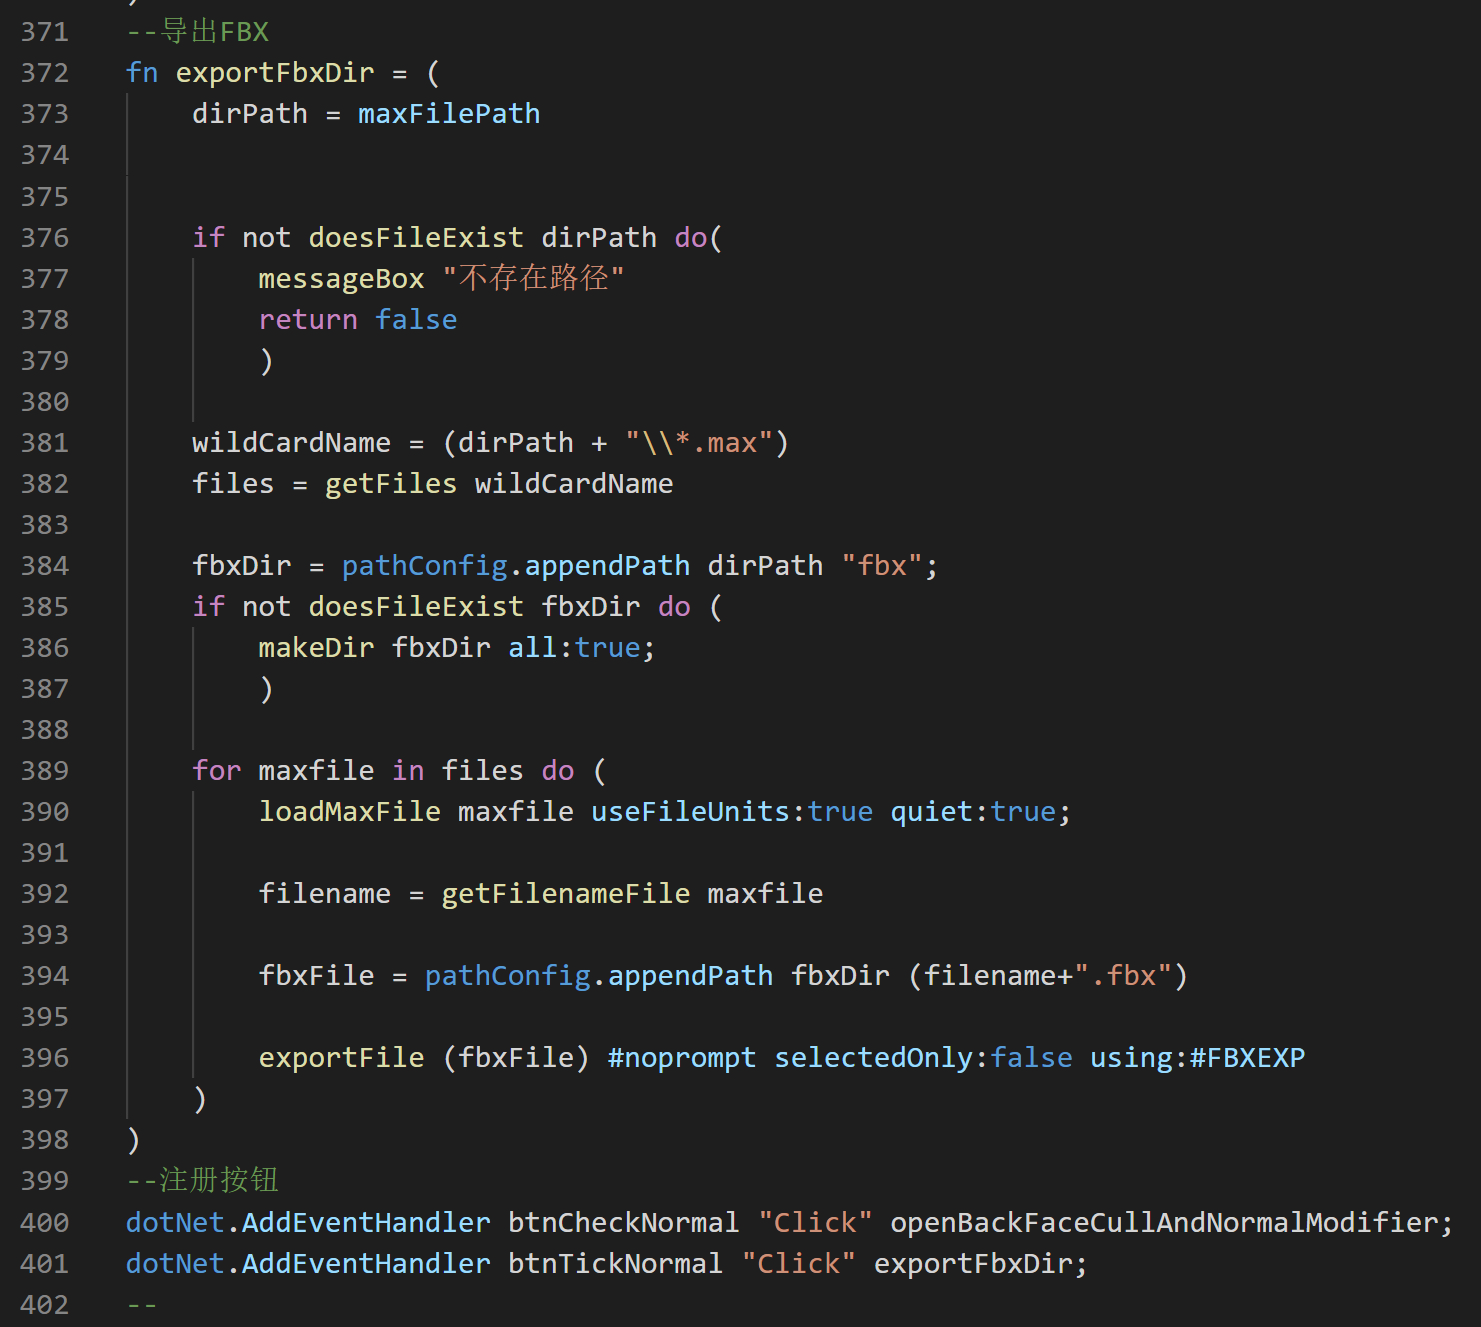 371 --导出FBX
372 fn exportFbxDir = (
373 dirPath = maxFilePath
374
375
376 if not doesFileExist dirPath do(
377 messageBox "不存在路径"
378 return false
379 )
380
381 wildCardName = (dirPath + "\\*.max")
382 files = getFiles wildCardName
383
384 fbxDir = pathConfig.appendPath dirPath "fbx";
385 if not doesFileExist fbxDir do (
386 makeDir fbxDir all:true;
387 )
388
389 for maxfile in files do (
390 loadMaxFile maxfile useFileUnits:true quiet:true;
391
392 filename = getFilenameFile maxfile
393
394 fbxFile = pathConfig.appendPath fbxDir (filename+".fbx")
395
396 exportFile (fbxFile) #noprompt selectedOnly:false using:#FBXEXP
397 )
398 )
399 --注册按钮
400 dotNet.AddEventHandler btnCheckNormal "Click" openBackFaceCullAndNormalModifier;
401 dotNet.AddEventHandler btnTickNormal "Click" exportFbxDir;
402 --